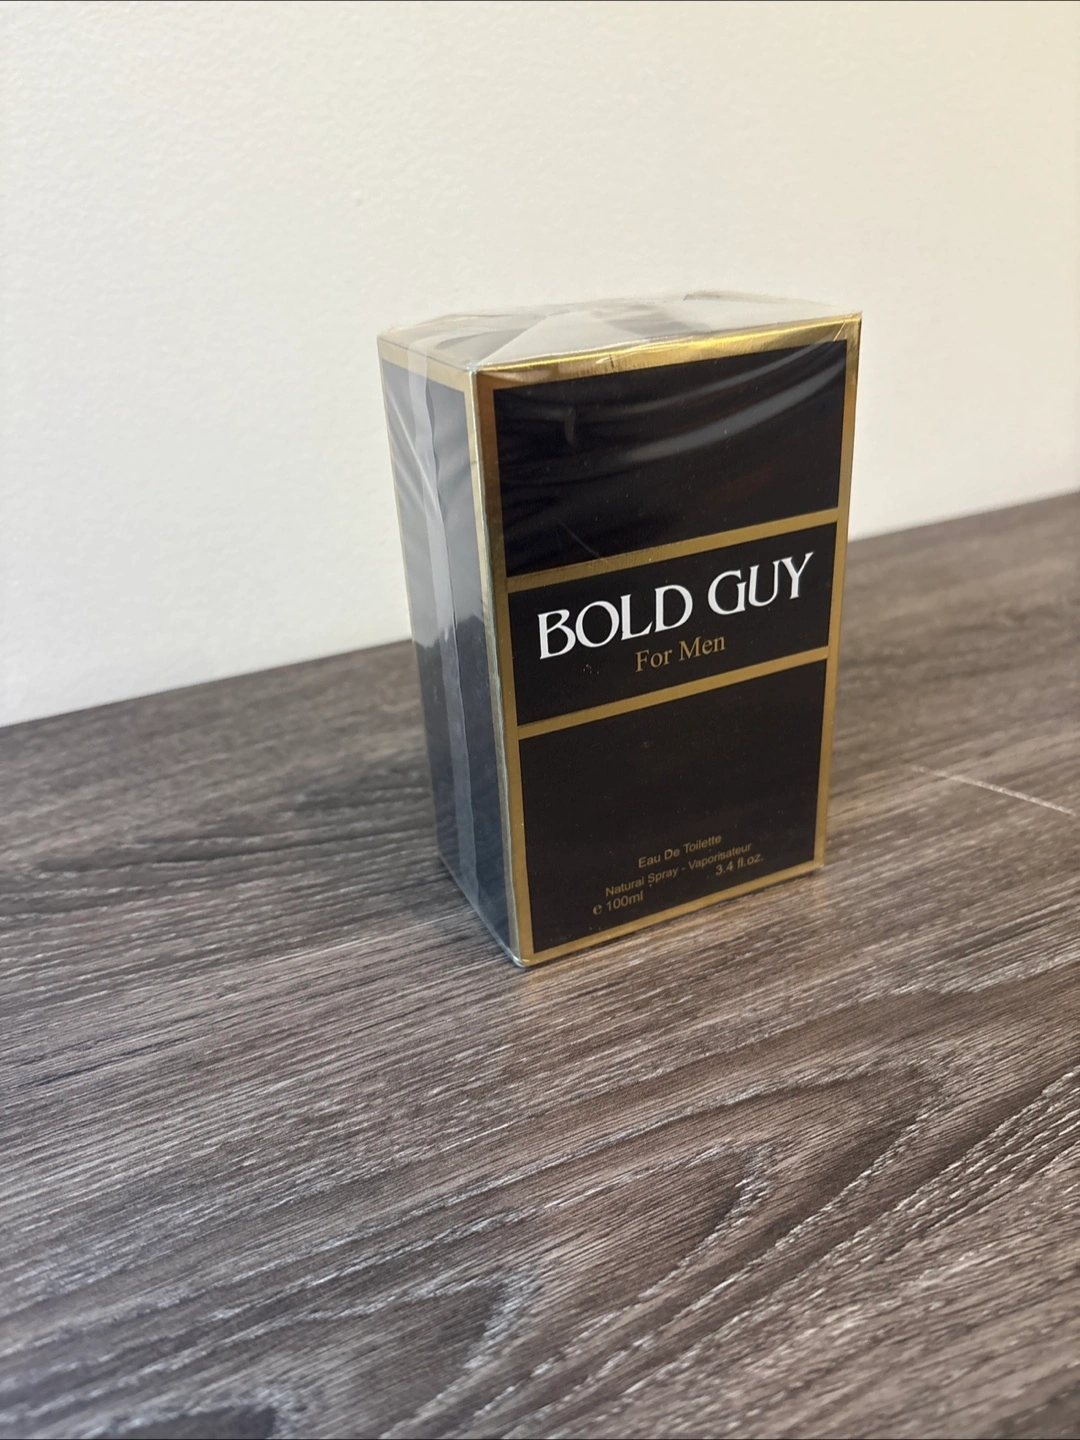 BOLD GUY
For Men
Eau De Toilette
Natural Spray - Vaporisateur
e 100ml 3.4 fl.oz.